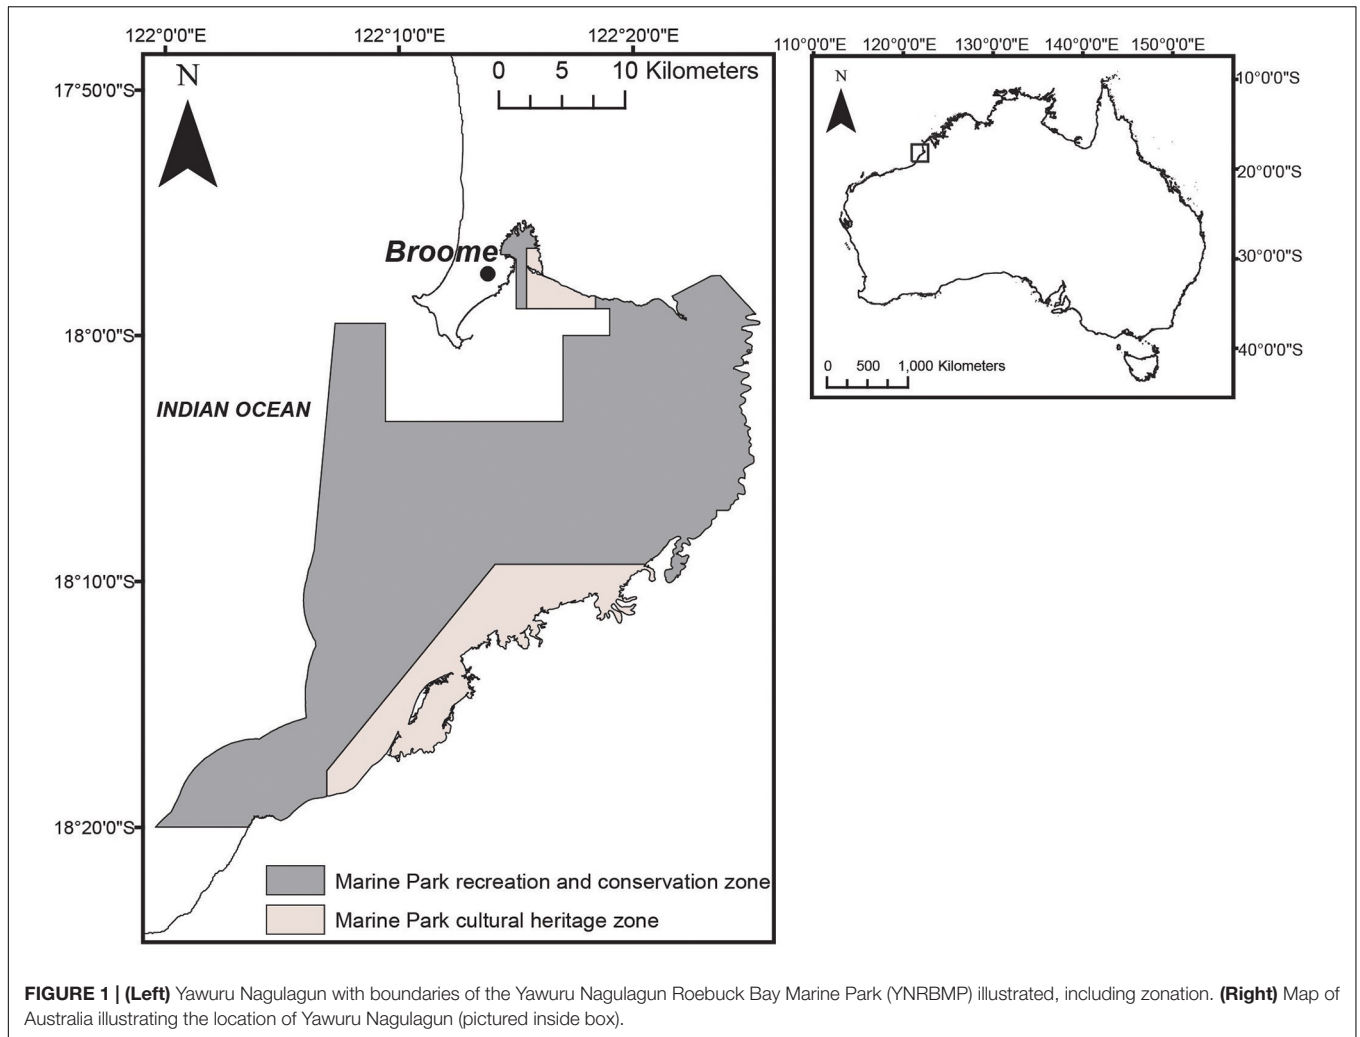 122°0'0"E 122°10'0"E 122°20'0"E
N
0 5 10 Kilometers
17°50'0"S
Broome
18°0'0"S
INDIAN OCEAN
18°10'0"S
18°20'0"S
Marine Park recreation and conservation zone
Marine Park cultural heritage zone
110°0'0"E 120°0'0"E 130°0'0"E 140°0'0"E 150°0'0"E
N
10°0'0"S
20°0'0"S
30°0'0"S
40°0'0"S
0 500 1,000 Kilometers
FIGURE 1 | (Left) Yawuru Nagulagun with boundaries of the Yawuru Nagulagun Roebuck Bay Marine Park (YNRBMP) illustrated, including zonation. (Right) Map of
Australia illustrating the location of Yawuru Nagulagun (pictured inside box).